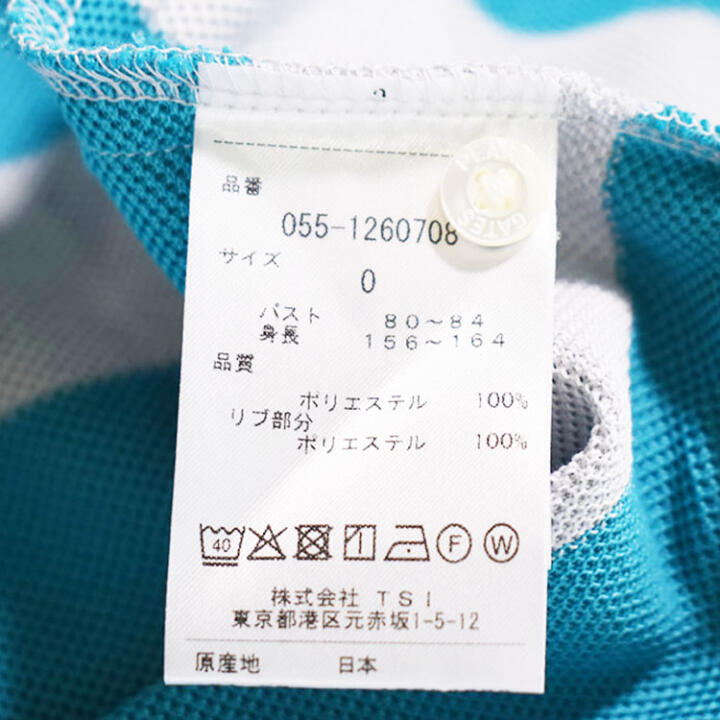 品番
055-1260708
サイズ
0
バスト 80～84
身長 156～164
品質
ポリエステル 100%
リブ部分
ポリエステル 100%
40 F W
株式会社 TSI
東京都港区元赤坂1-5-12
原産地 日本
GATES